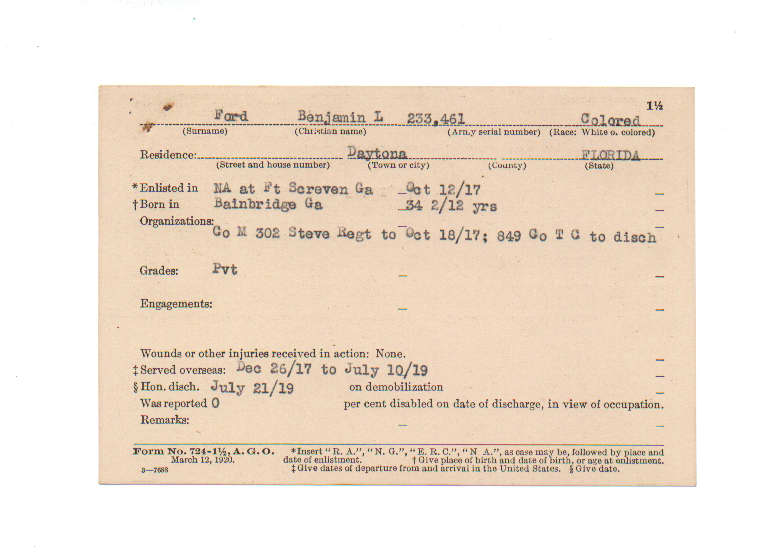 1½
Ford Benjamin L 233,461 Colored
(Surname) (Christian name) (Army serial number) (Race: White or colored)
Residence: Daytona FLORIDA
(Street and house number) (Town or city) (County) (State)
*Enlisted in NA at Ft Screven Ga Oct 12/17
†Born in Bainbridge Ga 34 2/12 yrs
Organizations:
Co M 302 Steve Regt to Oct 18/17; 849 Co T C to disch
Grades: Pvt
Engagements:
Wounds or other injuries received in action: None.
‡Served overseas: Dec 26/17 to July 10/19
§Hon. disch. July 21/19 on demobilization
Was reported 0 per cent disabled on date of discharge, in view of occupation.
Remarks:
Form No. 724-1½, A. G. O. *Insert "R. A.", "N. G.", "E. R. C.", "N A.", as case may be, followed by place and
March 12, 1920. date of enlistment. †Give place of birth and date of birth, or age at enlistment.
3—7688 ‡Give dates of departure from and arrival in the United States. §Give date.